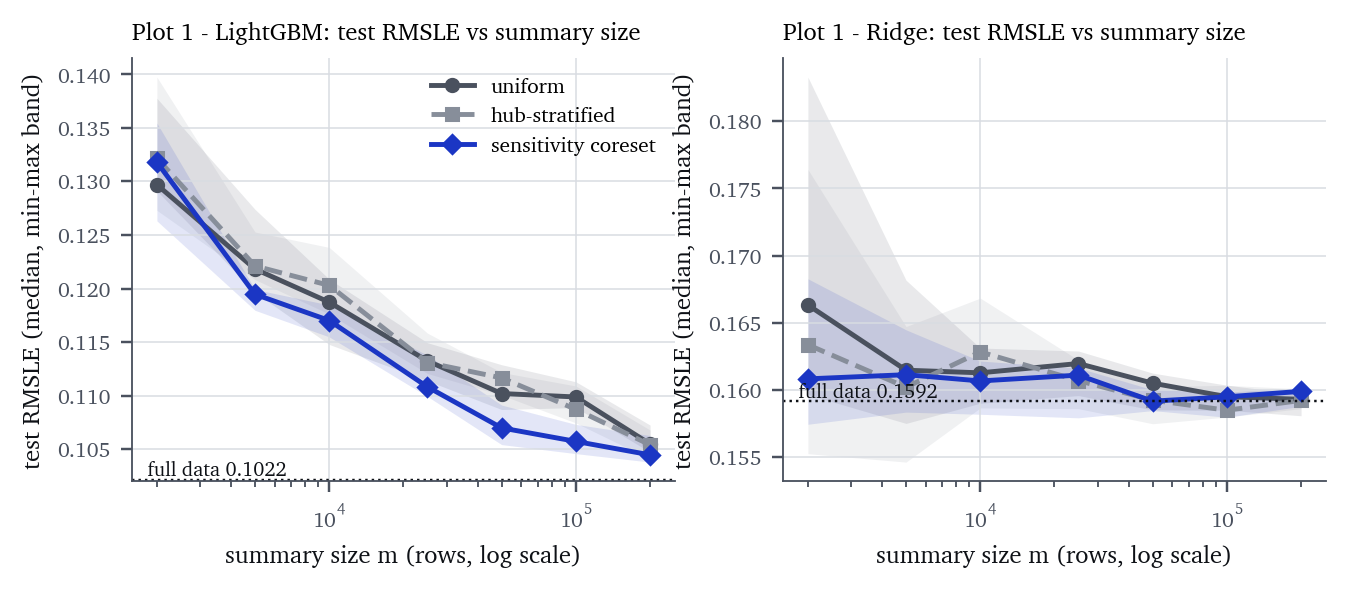 Plot 1 - LightGBM: test RMSLE vs summary size
test RMSLE (median, min-max band)
0.140
0.135
0.130
0.125
0.120
0.115
0.110
0.105
uniform
hub-stratified
sensitivity coreset
full data 0.1022
10^4
10^5
summary size m (rows, log scale)
Plot 1 - Ridge: test RMSLE vs summary size
test RMSLE (median, min-max band)
0.180
0.175
0.170
0.165
0.160
0.155
full data 0.1592
10^4
10^5
summary size m (rows, log scale)